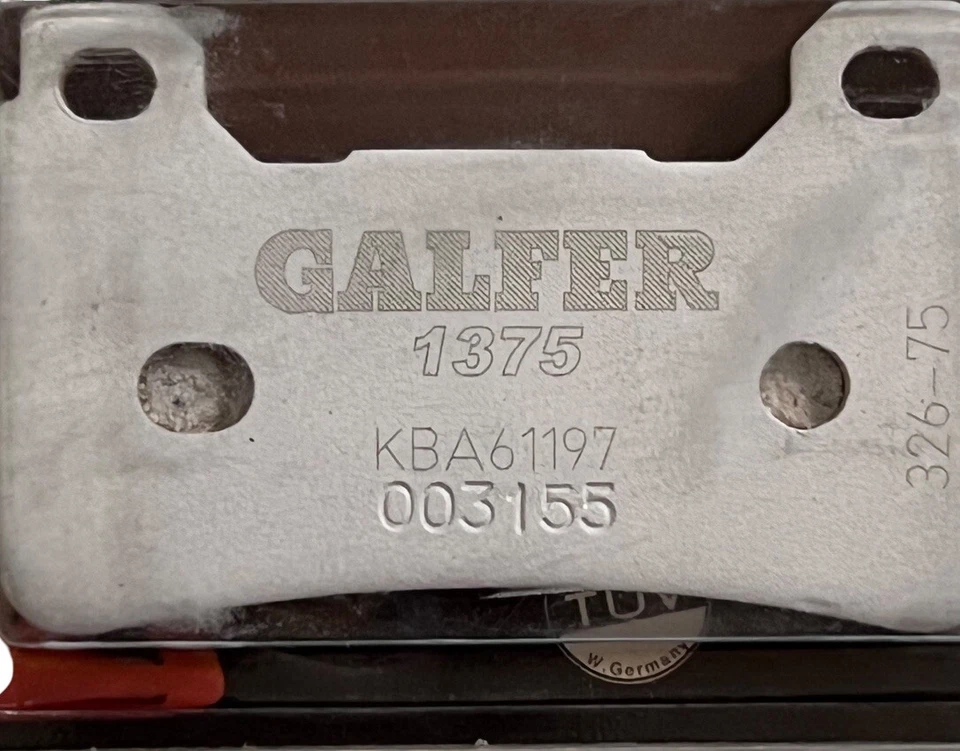 GALFER
1375
KBA61197
003155
326-75
TÜV
W.Germany